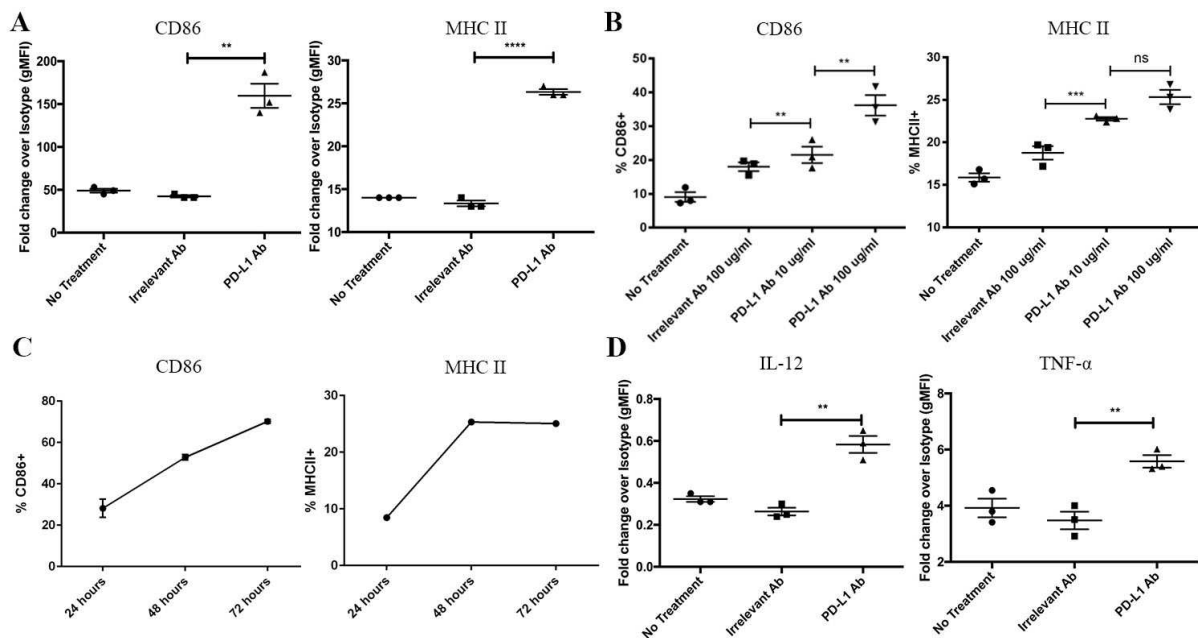 A
CD86
Fold change over Isotype (gMFI)
200
150
100
50
0
**
No Treatment
Irrelevant Ab
PD-L1 Ab
MHC II
Fold change over Isotype (gMFI)
30
25
20
15
10
****
No Treatment
Irrelevant Ab
PD-L1 Ab
B
CD86
% CD86+
50
40
30
20
10
0
**
**
No Treatment
Irrelevant Ab 100 ug/ml
PD-L1 Ab 10 ug/ml
PD-L1 Ab 100 ug/ml
MHC II
% MHCII+
30
25
20
15
10
***
ns
No Treatment
Irrelevant Ab 100 ug/ml
PD-L1 Ab 10 ug/ml
PD-L1 Ab 100 ug/ml
C
CD86
% CD86+
80
60
40
20
0
24 hours
48 hours
72 hours
MHC II
% MHCII+
30
20
10
0
24 hours
48 hours
72 hours
D
IL-12
Fold change over Isotype (gMFI)
0.8
0.6
0.4
0.2
0.0
**
No Treatment
Irrelevant Ab
PD-L1 Ab
TNF-α
Fold change over Isotype (gMFI)
8
6
4
2
**
No Treatment
Irrelevant Ab
PD-L1 Ab